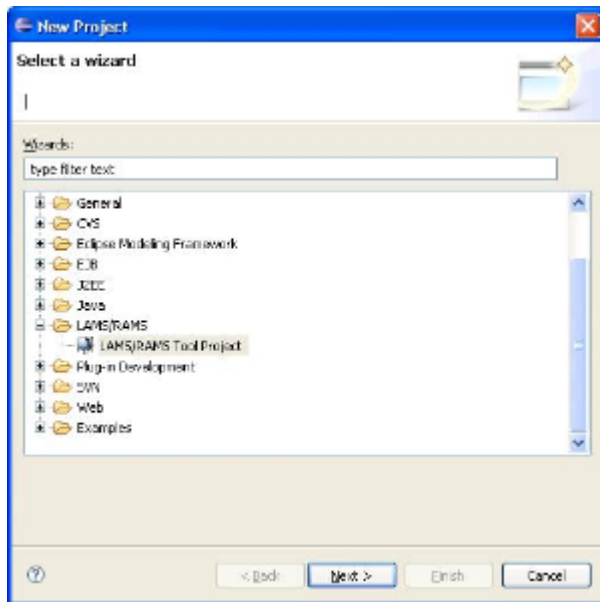 New Project
Select a wizard
Wizards:
type filter text
General
CVS
Eclipse Modeling Framework
EJB
J2EE
Java
LAMS/RAMS
LAMS/RAMS Tool Project
Plug-in Development
SVN
Web
Examples
< Back Next > Finish Cancel